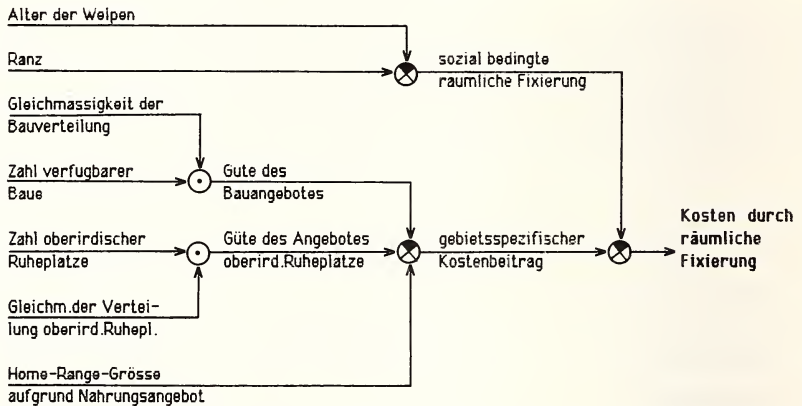 Alter der Welpen
Ranz
sozial bedingte
räumliche Fixierung
Gleichmassigkeit der
Bauverteilung
Zahl verfugbarer
Baue
Gute des
Bauangebotes
Zahl oberirdischer
Ruheplatze
Güte des Angebotes
oberird.Ruheplatze
gebietsspezifischer
Kostenbeitrag
Kosten durch
räumliche
Fixierung
Gleichm.der Vertei-
lung oberird.Ruhepl.
Home-Range-Grösse
aufgrund Nahrungsangebot